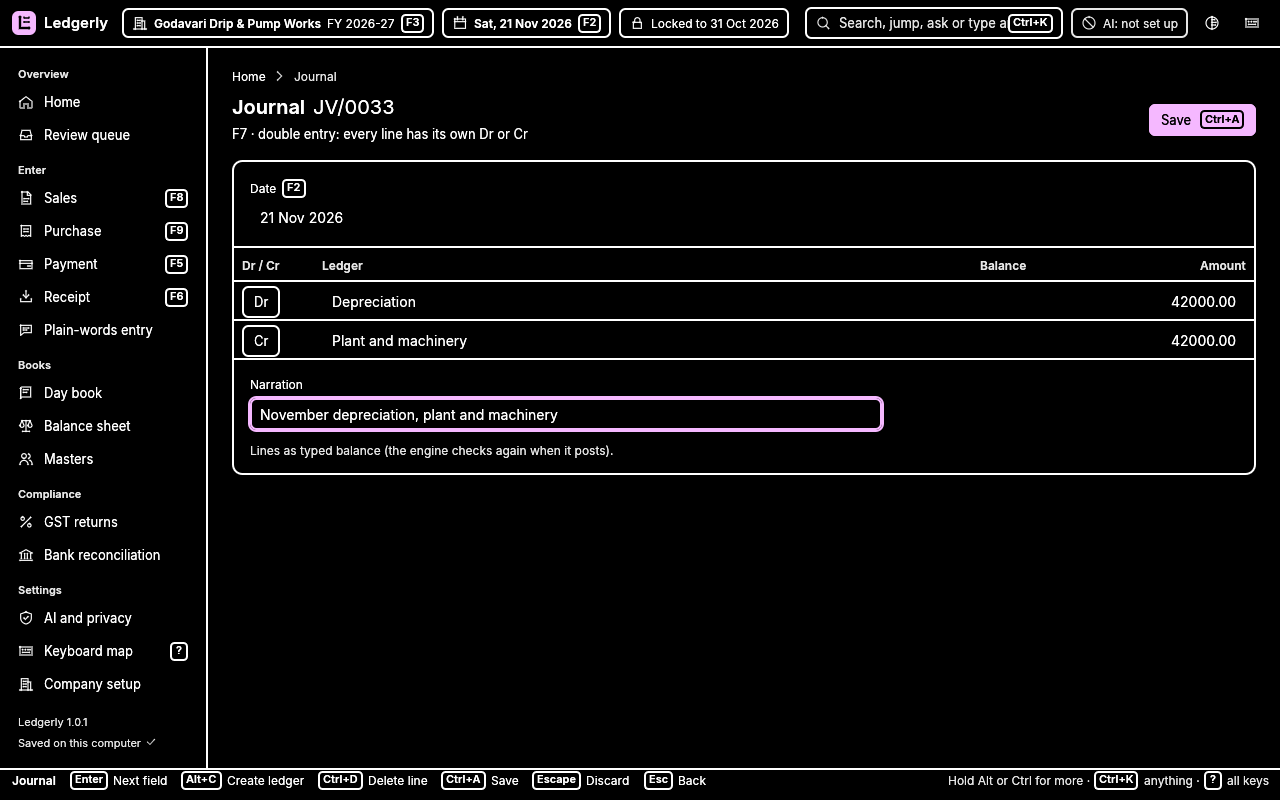 Ledgerly
Godavari Drip & Pump Works FY 2026-27 F3
Sat, 21 Nov 2026 F2
Locked to 31 Oct 2026
Search, jump, ask or type a Ctrl+K
AI: not set up
Overview
Home
Review queue
Enter
Sales F8
Purchase F9
Payment F5
Receipt F6
Plain-words entry
Books
Day book
Balance sheet
Masters
Compliance
GST returns
Bank reconciliation
Settings
AI and privacy
Keyboard map ?
Company setup
Ledgerly 1.0.1
Saved on this computer
Home > Journal
Journal JV/0033
F7 · double entry: every line has its own Dr or Cr
Save Ctrl+A
Date F2
21 Nov 2026
Dr / Cr Ledger Balance Amount
Dr Depreciation 42000.00
Cr Plant and machinery 42000.00
Narration
November depreciation, plant and machinery
Lines as typed balance (the engine checks again when it posts).
Journal Enter Next field Alt+C Create ledger Ctrl+D Delete line Ctrl+A Save Escape Discard Esc Back
Hold Alt or Ctrl for more · Ctrl+K anything · ? all keys